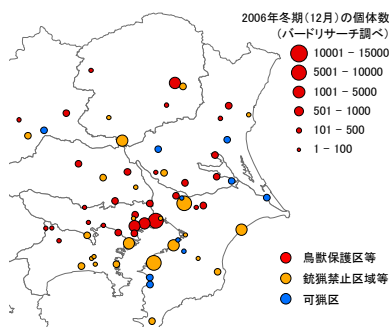 2006年冬期(12月)の個体数
(バードリサーチ調べ)
10001 - 15000
5001 - 10000
1001 - 5000
501 - 1000
101 - 500
1 - 100
鳥獣保護区等
銃猟禁止区域等
可猟区